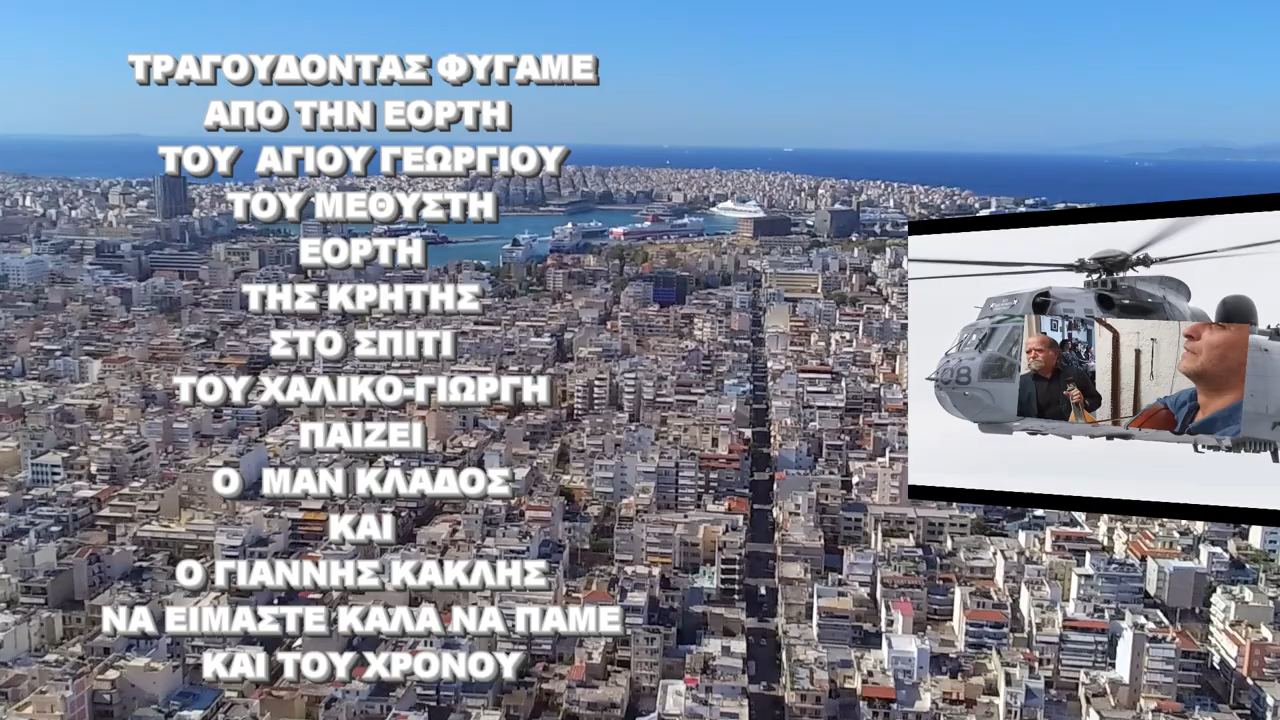 ΤΡΑΓΟΥΔΟΝΤΑΣ ΦΥΓΑΜΕ
ΑΠΟ ΤΗΝ ΕΟΡΤΗ
ΤΟΥ ΑΓΙΟΥ ΓΕΩΡΓΙΟΥ
ΤΟΥ ΜΕΘΥΣΤΗ
ΕΟΡΤΗ
ΤΗΣ ΚΡΗΤΗΣ
ΣΤΟ ΣΠΙΤΙ
ΤΟΥ ΧΑΛΙΚΟ-ΓΙΩΡΓΗ
ΠΑΙΖΕΙ
Ο ΜΑΝ ΚΛΑΔΟΣ
ΚΑΙ
Ο ΓΙΑΝΝΗΣ ΚΑΚΛΗΣ
ΝΑ ΕΙΜΑΣΤΕ ΚΑΛΑ ΝΑ ΠΑΜΕ
ΚΑΙ ΤΟΥ ΧΡΟΝΟΥ
08